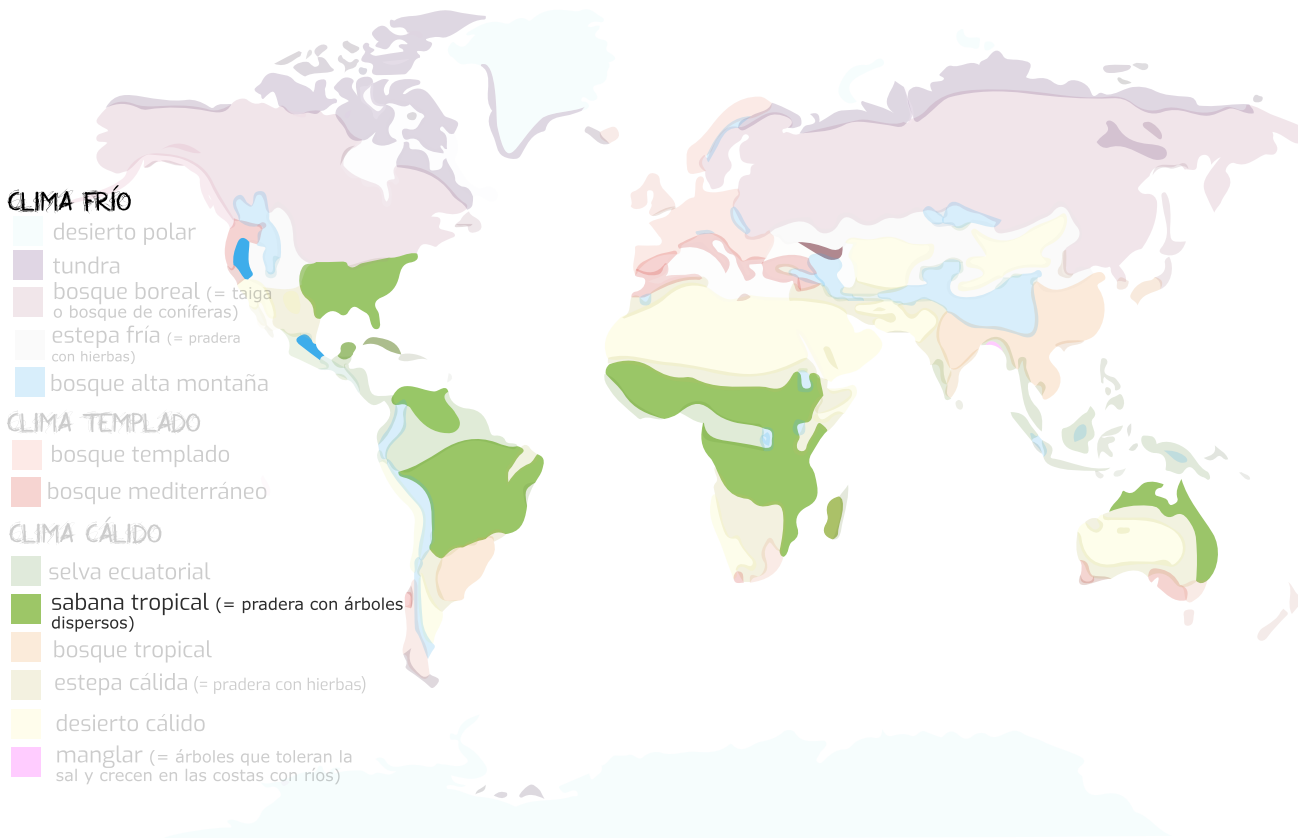 CLIMA FRÍO
desierto polar
tundra
bosque boreal (= taiga
o bosque de coníferas)
estepa fría (= pradera
con hierbas)
bosque alta montaña
CLIMA TEMPLADO
bosque templado
bosque mediterráneo
CLIMA CÁLIDO
selva ecuatorial
sabana tropical (= pradera con árboles
dispersos)
bosque tropical
estepa cálida (= pradera con hierbas)
desierto cálido
manglar (= árboles que toleran la
sal y crecen en las costas con ríos)